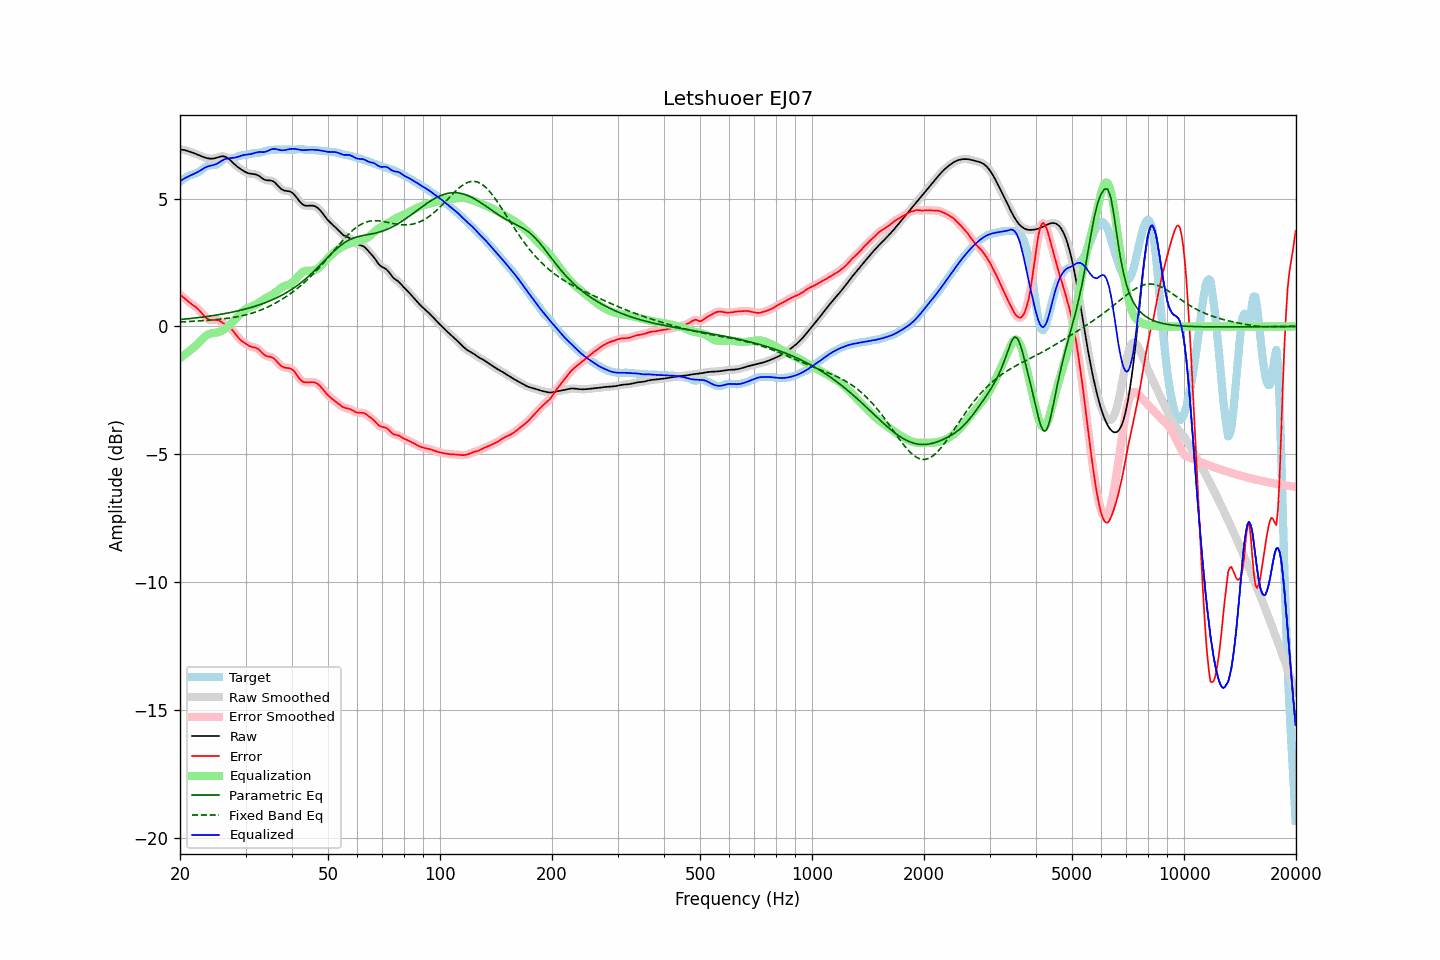 Letshuoer EJ07
Amplitude (dBr)
5
0
−5
−10
−15
−20
Target
Raw Smoothed
Error Smoothed
Raw
Error
Equalization
Parametric Eq
Fixed Band Eq
Equalized
20 50 100 200 500 1000 2000 5000 10000 20000
Frequency (Hz)